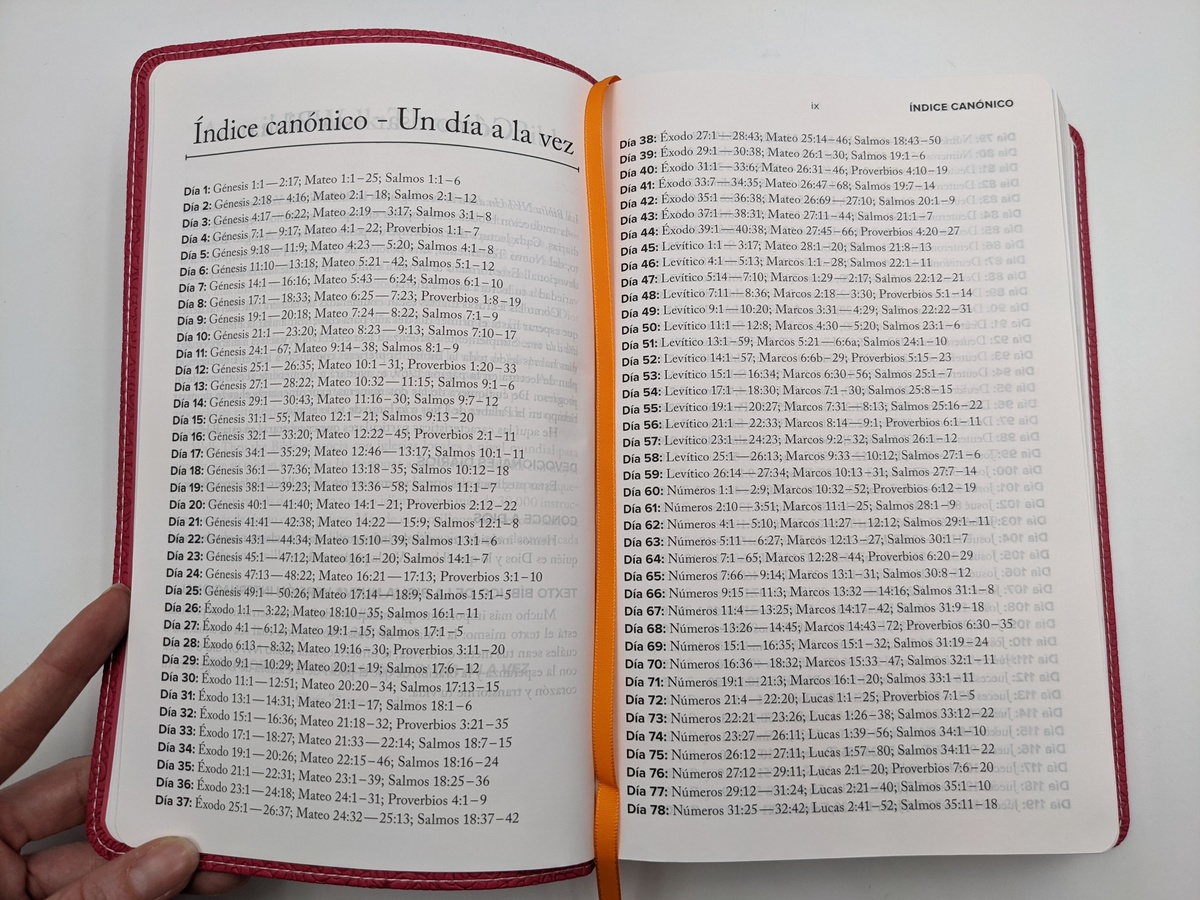 Índice canónico – Un día a la vez
Día 1: Génesis 1:1—2:17; Mateo 1:1–25; Salmos 1:1–6
Día 2: Génesis 2:18—4:16; Mateo 2:1–18; Salmos 2:1–12
Día 3: Génesis 4:17—6:22; Mateo 2:19—3:17; Salmos 3:1–8
Día 4: Génesis 7:1—9:17; Mateo 4:1–22; Proverbios 1:1–7
Día 5: Génesis 9:18—11:9; Mateo 4:23—5:20; Salmos 4:1–8
Día 6: Génesis 11:10—13:18; Mateo 5:21–42; Salmos 5:1–12
Día 7: Génesis 14:1—16:16; Mateo 5:43—6:24; Salmos 6:1–10
Día 8: Génesis 17:1—18:33; Mateo 6:25—7:23; Proverbios 1:8–19
Día 9: Génesis 19:1—20:18; Mateo 7:24—8:22; Salmos 7:1–9
Día 10: Génesis 21:1—23:20; Mateo 8:23—9:13; Salmos 7:10–17
Día 11: Génesis 24:1–67; Mateo 9:14–38; Salmos 8:1–9
Día 12: Génesis 25:1—26:35; Mateo 10:1–31; Proverbios 1:20–33
Día 13: Génesis 27:1—28:22; Mateo 10:32—11:15; Salmos 9:1–6
Día 14: Génesis 29:1—30:43; Mateo 11:16–30; Salmos 9:7–12
Día 15: Génesis 31:1–55; Mateo 12:1–21; Salmos 9:13–20
Día 16: Génesis 32:1—33:20; Mateo 12:22–45; Proverbios 2:1–11
Día 17: Génesis 34:1—35:29; Mateo 12:46—13:17; Salmos 10:1–11
Día 18: Génesis 36:1—37:36; Mateo 13:18–35; Salmos 10:12–18
Día 19: Génesis 38:1—39:23; Mateo 13:36–58; Salmos 11:1–7
Día 20: Génesis 40:1—41:40; Mateo 14:1–21; Proverbios 2:12–22
Día 21: Génesis 41:41—42:38; Mateo 14:22—15:9; Salmos 12:1–8
Día 22: Génesis 43:1—44:34; Mateo 15:10–39; Salmos 13:1–6
Día 23: Génesis 45:1—47:12; Mateo 16:1–20; Salmos 14:1–7
Día 24: Génesis 47:13—48:22; Mateo 16:21—17:13; Proverbios 3:1–10
Día 25: Génesis 49:1—50:26; Mateo 17:14—18:9; Salmos 15:1–5
Día 26: Éxodo 1:1—3:22; Mateo 18:10–35; Salmos 16:1–11
Día 27: Éxodo 4:1—6:12; Mateo 19:1–15; Salmos 17:1–5
Día 28: Éxodo 6:13—8:32; Mateo 19:16–30; Proverbios 3:11–20
Día 29: Éxodo 9:1—10:29; Mateo 20:1–19; Salmos 17:6–12
Día 30: Éxodo 11:1—12:51; Mateo 20:20–34; Salmos 17:13–15
Día 31: Éxodo 13:1—14:31; Mateo 21:1–17; Salmos 18:1–6
Día 32: Éxodo 15:1—16:36; Mateo 21:18–32; Proverbios 3:21–35
Día 33: Éxodo 17:1—18:27; Mateo 21:33—22:14; Salmos 18:7–15
Día 34: Éxodo 19:1—20:26; Mateo 22:15–46; Salmos 18:16–24
Día 35: Éxodo 21:1—22:31; Mateo 23:1–39; Salmos 18:25–36
Día 36: Éxodo 23:1—24:18; Mateo 24:1–31; Proverbios 4:1–9
Día 37: Éxodo 25:1—26:37; Mateo 24:32—25:13; Salmos 18:37–42
ix ÍNDICE CANÓNICO
Día 38: Éxodo 27:1—28:43; Mateo 25:14–46; Salmos 18:43–50
Día 39: Éxodo 29:1—30:38; Mateo 26:1–30; Salmos 19:1–6
Día 40: Éxodo 31:1—33:6; Mateo 26:31–46; Proverbios 4:10–19
Día 41: Éxodo 33:7—34:35; Mateo 26:47–68; Salmos 19:7–14
Día 42: Éxodo 35:1—36:38; Mateo 26:69—27:10; Salmos 20:1–9
Día 43: Éxodo 37:1—38:31; Mateo 27:11–44; Salmos 21:1–7
Día 44: Éxodo 39:1—40:38; Mateo 27:45–66; Proverbios 4:20–27
Día 45: Levítico 1:1—3:17; Mateo 28:1–20; Salmos 21:8–13
Día 46: Levítico 4:1—5:13; Marcos 1:1–28; Salmos 22:1–11
Día 47: Levítico 5:14—7:10; Marcos 1:29—2:17; Salmos 22:12–21
Día 48: Levítico 7:11—8:36; Marcos 2:18—3:30; Proverbios 5:1–14
Día 49: Levítico 9:1—10:20; Marcos 3:31—4:29; Salmos 22:22–31
Día 50: Levítico 11:1—12:8; Marcos 4:30—5:20; Salmos 23:1–6
Día 51: Levítico 13:1–59; Marcos 5:21—6:6a; Salmos 24:1–10
Día 52: Levítico 14:1–57; Marcos 6:6b–29; Proverbios 5:15–23
Día 53: Levítico 15:1—16:34; Marcos 6:30–56; Salmos 25:1–7
Día 54: Levítico 17:1—18:30; Marcos 7:1–30; Salmos 25:8–15
Día 55: Levítico 19:1—20:27; Marcos 7:31—8:13; Salmos 25:16–22
Día 56: Levítico 21:1—22:33; Marcos 8:14—9:1; Proverbios 6:1–11
Día 57: Levítico 23:1—24:23; Marcos 9:2–32; Salmos 26:1–12
Día 58: Levítico 25:1—26:13; Marcos 9:33—10:12; Salmos 27:1–6
Día 59: Levítico 26:14—27:34; Marcos 10:13–31; Salmos 27:7–14
Día 60: Números 1:1—2:9; Marcos 10:32–52; Proverbios 6:12–19
Día 61: Números 2:10—3:51; Marcos 11:1–25; Salmos 28:1–9
Día 62: Números 4:1—5:10; Marcos 11:27—12:12; Salmos 29:1–11
Día 63: Números 5:11—6:27; Marcos 12:13–27; Salmos 30:1–7
Día 64: Números 7:1–65; Marcos 12:28–44; Proverbios 6:20–29
Día 65: Números 7:66—9:14; Marcos 13:1–31; Salmos 30:8–12
Día 66: Números 9:15—11:3; Marcos 13:32—14:16; Salmos 31:1–8
Día 67: Números 11:4—13:25; Marcos 14:17–42; Salmos 31:9–18
Día 68: Números 13:26—14:45; Marcos 14:43–72; Proverbios 6:30–35
Día 69: Números 15:1—16:35; Marcos 15:1–32; Salmos 31:19–24
Día 70: Números 16:36—18:32; Marcos 15:33–47; Salmos 32:1–11
Día 71: Números 19:1—21:3; Marcos 16:1–20; Salmos 33:1–11
Día 72: Números 21:4—22:20; Lucas 1:1–25; Proverbios 7:1–5
Día 73: Números 22:21—23:26; Lucas 1:26–38; Salmos 33:12–22
Día 74: Números 23:27—26:11; Lucas 1:39–56; Salmos 34:1–10
Día 75: Números 26:12—27:11; Lucas 1:57–80; Salmos 34:11–22
Día 76: Números 27:12—29:11; Lucas 2:1–20; Proverbios 7:6–20
Día 77: Números 29:12—31:24; Lucas 2:21–40; Salmos 35:1–10
Día 78: Números 31:25—32:42; Lucas 2:41–52; Salmos 35:11–18